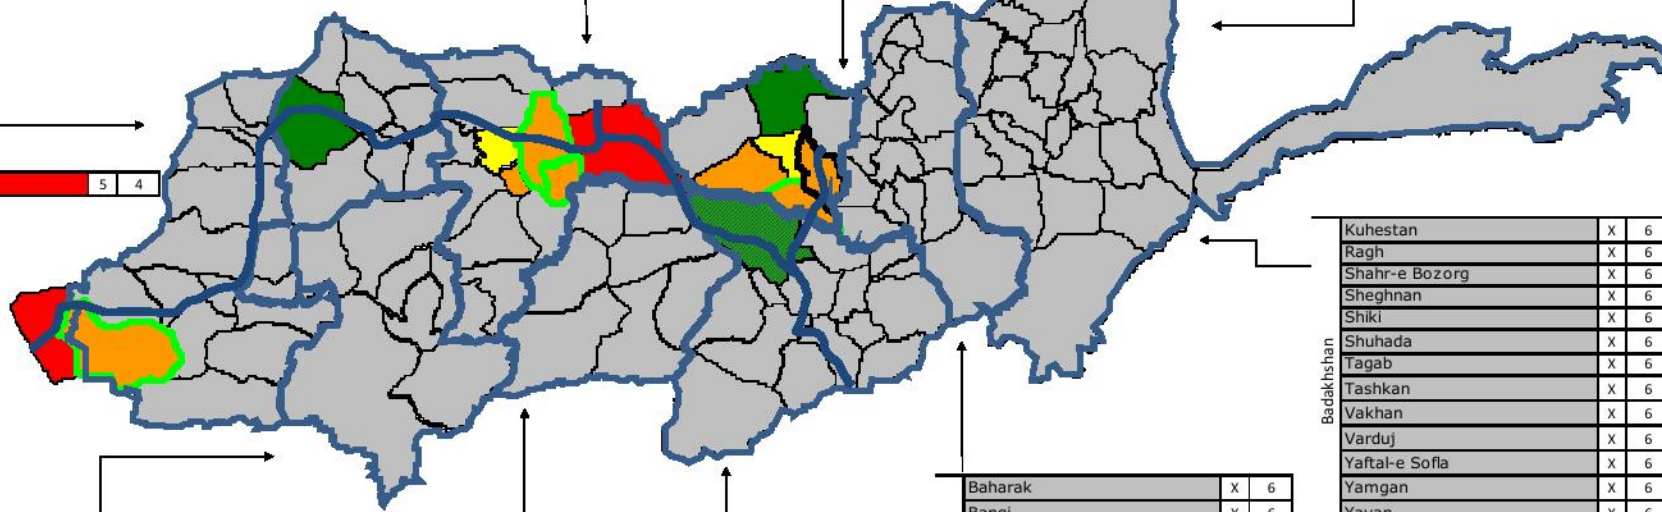 5 4
Kuhestan X 6
Ragh X 6
Shahr-e Bozorg X 6
Sheghnan X 6
Shiki X 6
Shuhada X 6
Tagab X 6
Tashkan X 6
Vakhan X 6
Varduj X 6
Yaftal-e Sofla X 6
Yamgan X 6
Badakhshan
Baharak X 6